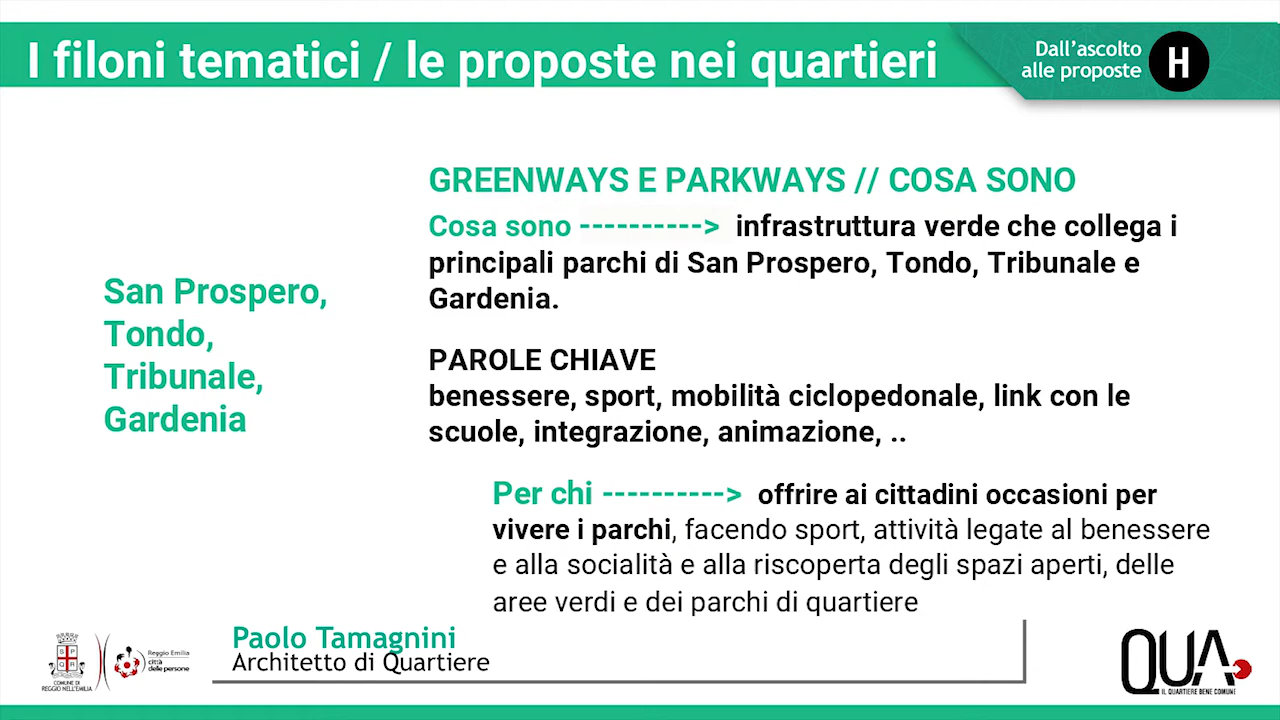 I filoni tematici / le proposte nei quartieri
Dall'ascolto
alle proposte
H
San Prospero,
Tondo,
Tribunale,
Gardenia
GREENWAYS E PARKWAYS // COSA SONO
Cosa sono ----------> infrastruttura verde che collega i
principali parchi di San Prospero, Tondo, Tribunale e
Gardenia.
PAROLE CHIAVE
benessere, sport, mobilità ciclopedonale, link con le
scuole, integrazione, animazione, ..
Per chi ----------> offrire ai cittadini occasioni per
vivere i parchi, facendo sport, attività legate al benessere
e alla socialità e alla riscoperta degli spazi aperti, delle
aree verdi e dei parchi di quartiere
Paolo Tamagnini
Architetto di Quartiere
COMUNE DI
REGGIO NELL'EMILIA
Reggio Emilia
città
delle persone
QUA
IL QUARTIERE BENE COMUNE